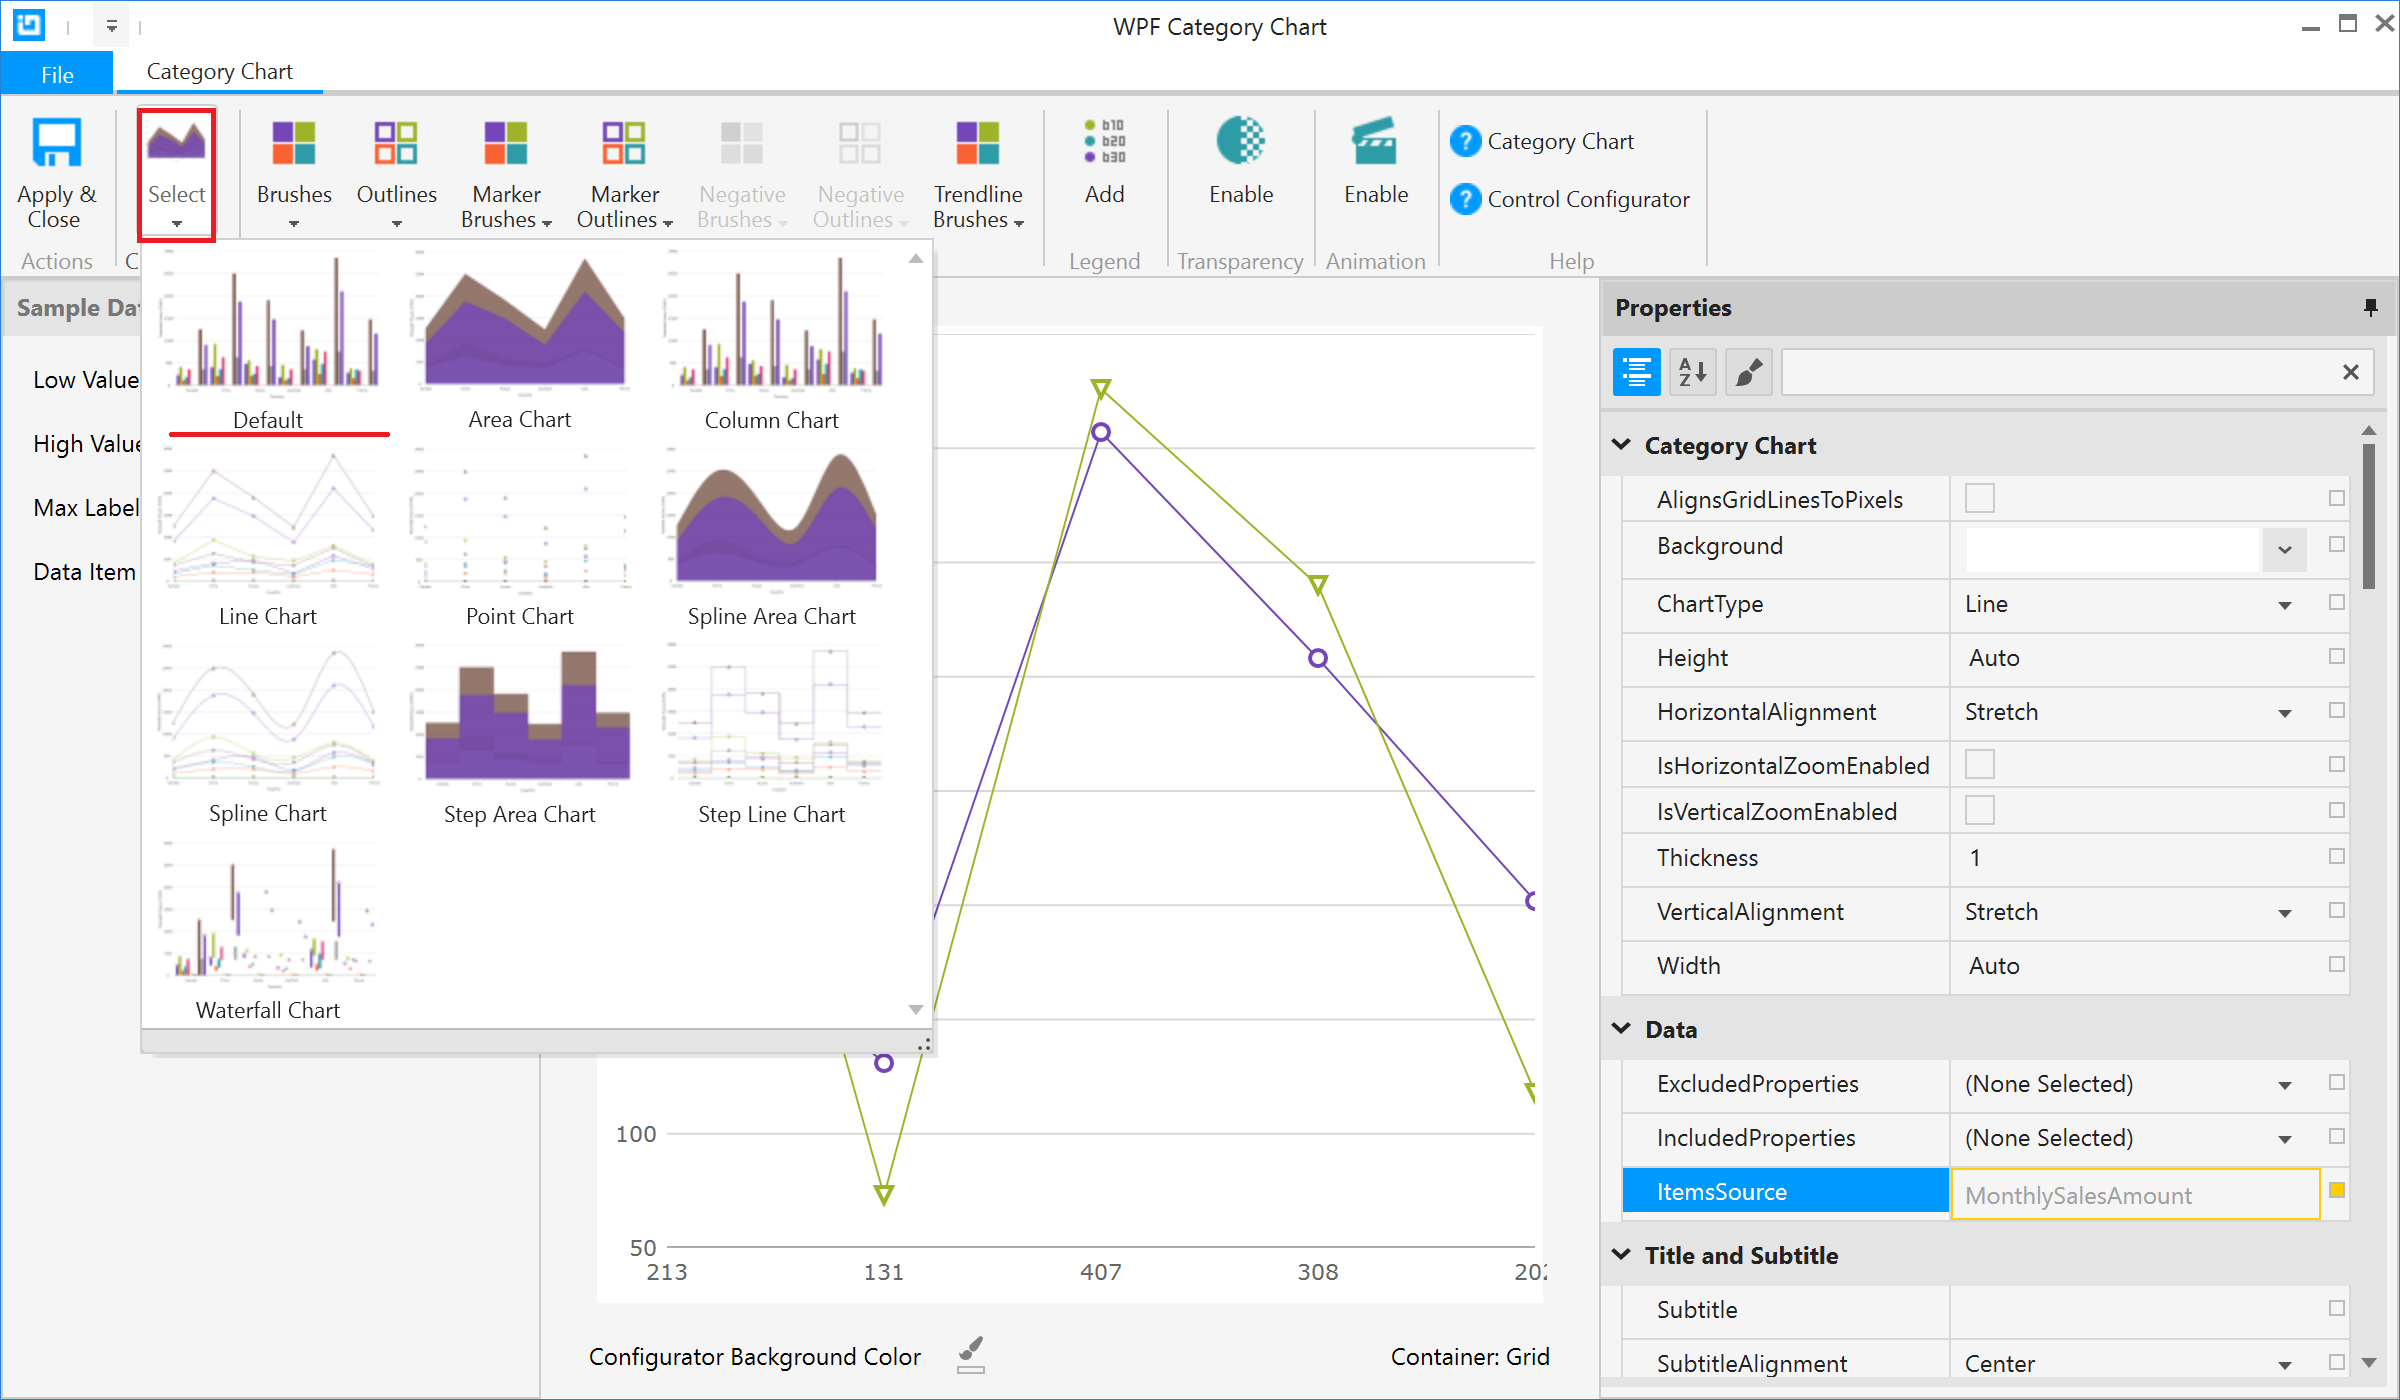 WPF Category Chart
File
Category Chart
Apply &
Close
Select
Brushes
Outlines
Marker
Brushes
Marker
Outlines
Negative
Brushes
Negative
Outlines
Trendline
Brushes
b10
b20
b30
Add
Enable
Enable
Category Chart
Control Configurator
Actions
C
Legend
Transparency
Animation
Help
Sample Da
Low Value
High Value
Max Label
Data Item
Default
Area Chart
Column Chart
Line Chart
Point Chart
Spline Area Chart
Spline Chart
Step Area Chart
Step Line Chart
Waterfall Chart
100
50
213
131
407
308
202
Configurator Background Color
Container: Grid
Properties
A
Z
Category Chart
AlignsGridLinesToPixels
Background
ChartType Line
Height Auto
HorizontalAlignment Stretch
IsHorizontalZoomEnabled
IsVerticalZoomEnabled
Thickness 1
VerticalAlignment Stretch
Width Auto
Data
ExcludedProperties (None Selected)
IncludedProperties (None Selected)
ItemsSource MonthlySalesAmount
Title and Subtitle
Subtitle
SubtitleAlignment Center